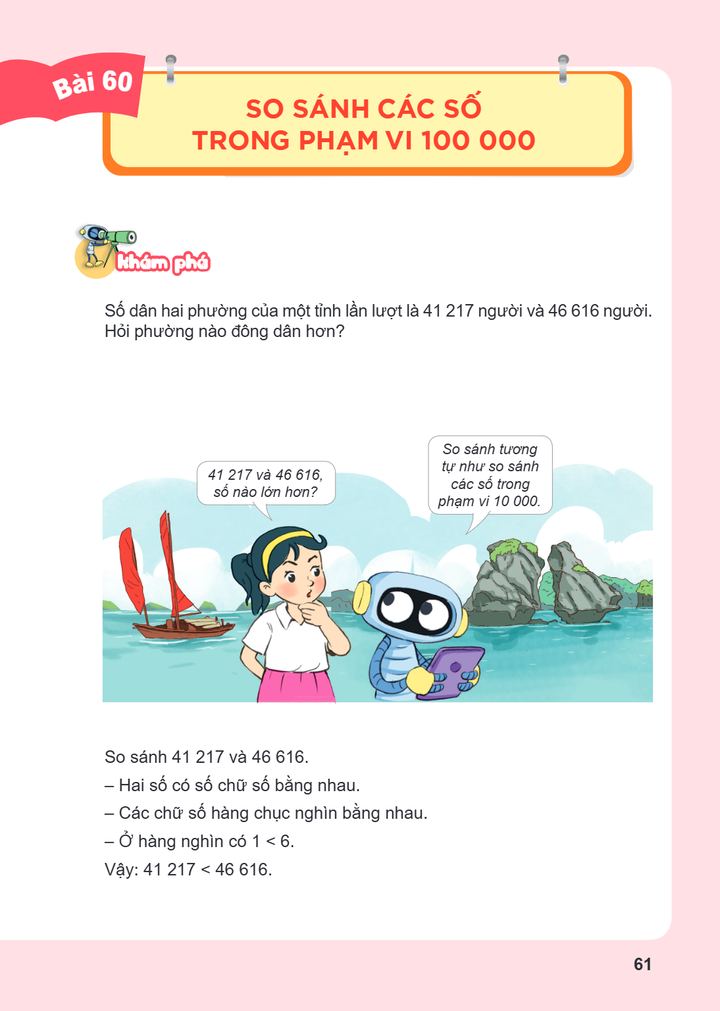 Bài 60
SO SÁNH CÁC SỐ
TRONG PHẠM VI 100 000
khám phá
Số dân hai phường của một tỉnh lần lượt là 41 217 người và 46 616 người.
Hỏi phường nào đông dân hơn?
41 217 và 46 616,
số nào lớn hơn?
So sánh tương
tự như so sánh
các số trong
phạm vi 10 000.
So sánh 41 217 và 46 616.
– Hai số có số chữ số bằng nhau.
– Các chữ số hàng chục nghìn bằng nhau.
– Ở hàng nghìn có 1 < 6.
Vậy: 41 217 < 46 616.
61